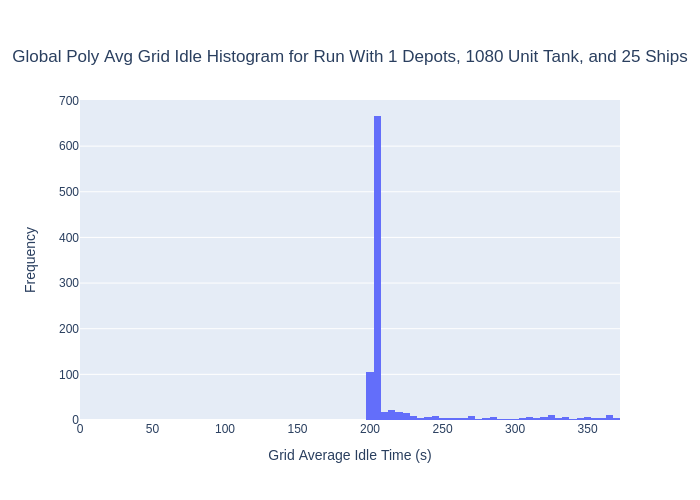 Global Poly Avg Grid Idle Histogram for Run With 1 Depots, 1080 Unit Tank, and 25 Ships
700
600
500
400
300
200
100
0
Frequency
0 50 100 150 200 250 300 350
Grid Average Idle Time (s)